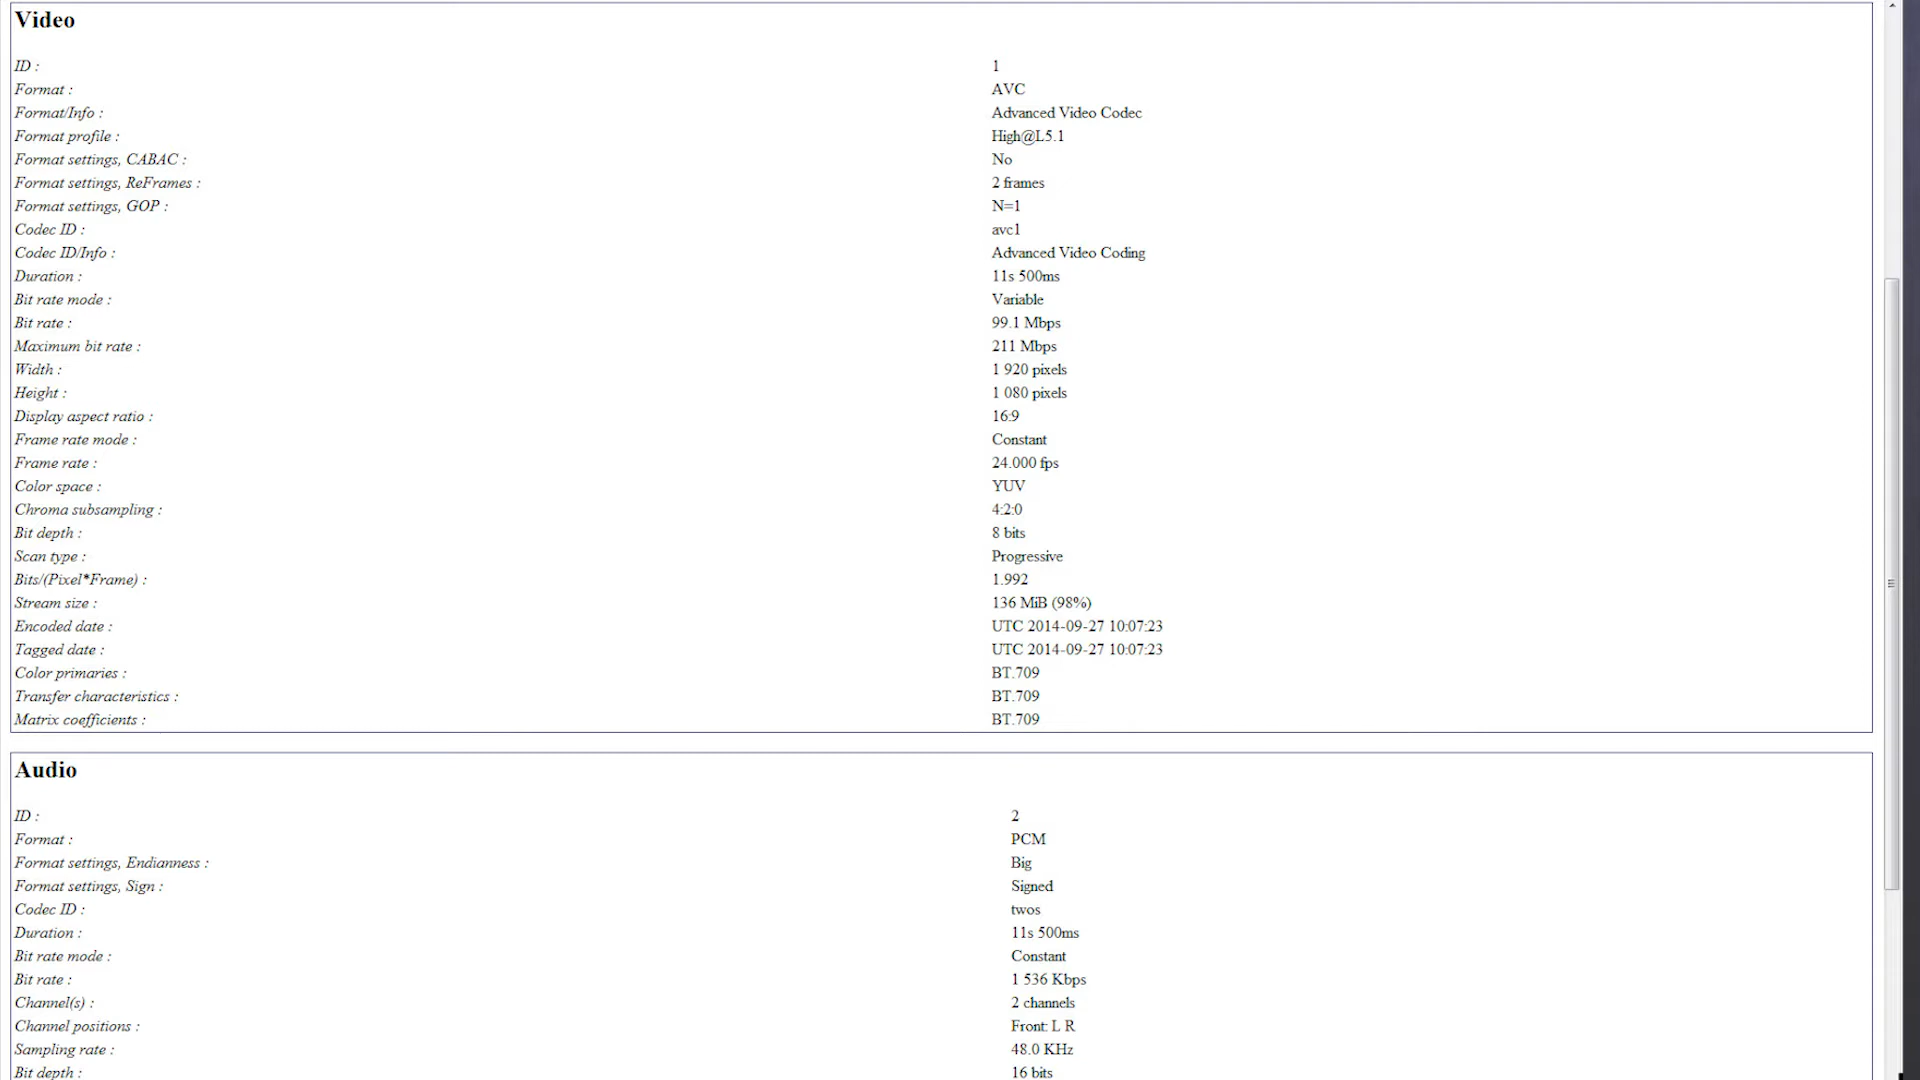 Video
ID : 1
Format : AVC
Format/Info : Advanced Video Codec
Format profile : High@L5.1
Format settings, CABAC : No
Format settings, ReFrames : 2 frames
Format settings, GOP : N=1
Codec ID : avc1
Codec ID/Info : Advanced Video Coding
Duration : 11s 500ms
Bit rate mode : Variable
Bit rate : 99.1 Mbps
Maximum bit rate : 211 Mbps
Width : 1 920 pixels
Height : 1 080 pixels
Display aspect ratio : 16:9
Frame rate mode : Constant
Frame rate : 24.000 fps
Color space : YUV
Chroma subsampling : 4:2:0
Bit depth : 8 bits
Scan type : Progressive
Bits/(Pixel*Frame) : 1.992
Stream size : 136 MiB (98%)
Encoded date : UTC 2014-09-27 10:07:23
Tagged date : UTC 2014-09-27 10:07:23
Color primaries : BT.709
Transfer characteristics : BT.709
Matrix coefficients : BT.709
Audio
ID : 2
Format : PCM
Format settings, Endianness : Big
Format settings, Sign : Signed
Codec ID : twos
Duration : 11s 500ms
Bit rate mode : Constant
Bit rate : 1 536 Kbps
Channel(s) : 2 channels
Channel positions : Front: L R
Sampling rate : 48.0 KHz
Bit depth : 16 bits